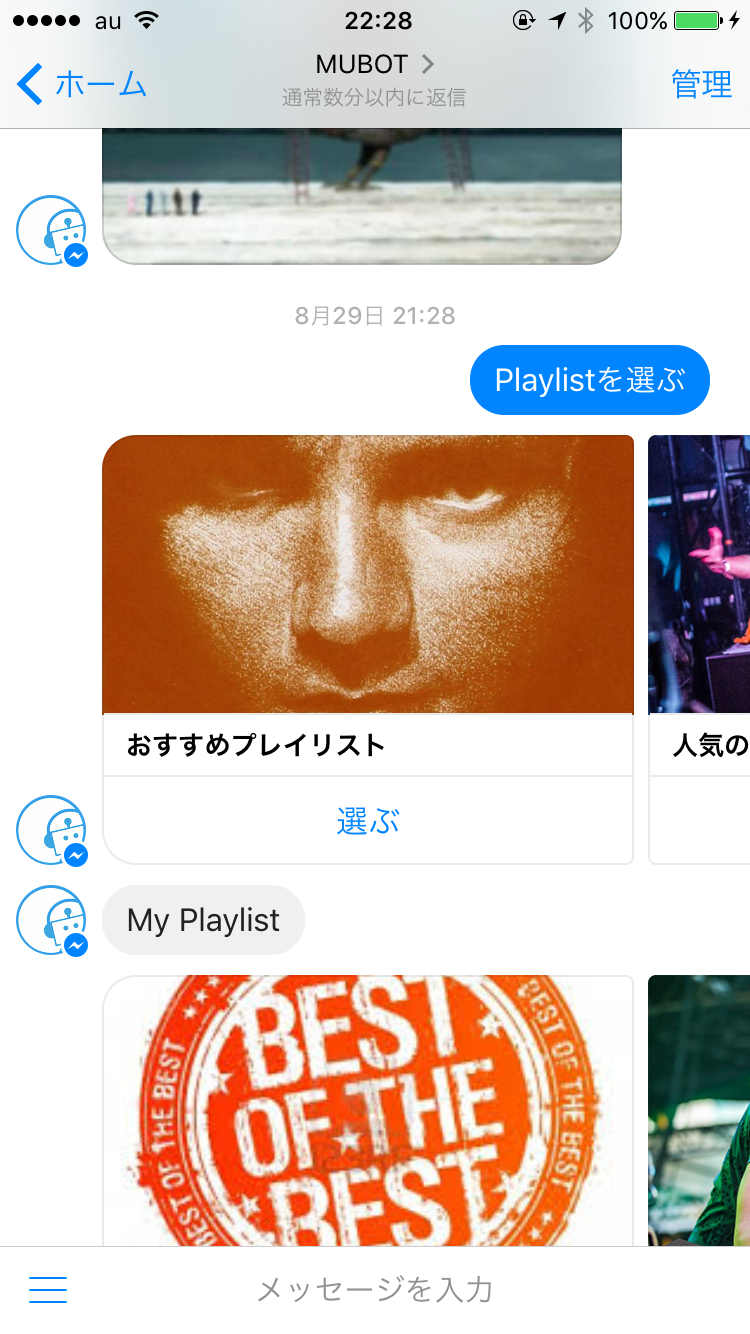 au 22:28 100%
ホーム MUBOT 管理
通常数分以内に返信
8月29日 21:28
Playlistを選ぶ
おすすめプレイリスト
人気の
選ぶ
My Playlist
BEST OF THE BEST
BEST OF THE BEST
BEST
OF THE
BEST
メッセージを入力